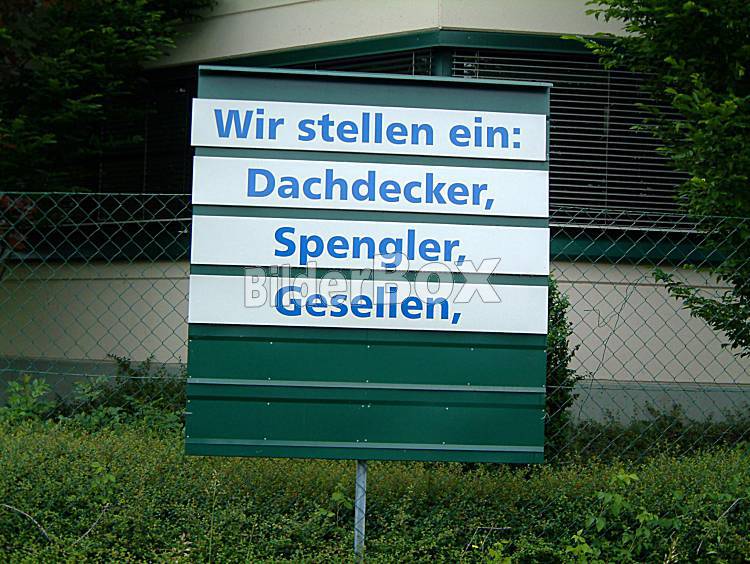 Wir stellen ein:
Dachdecker,
Spengler,
BilderBOX
Gesellen,